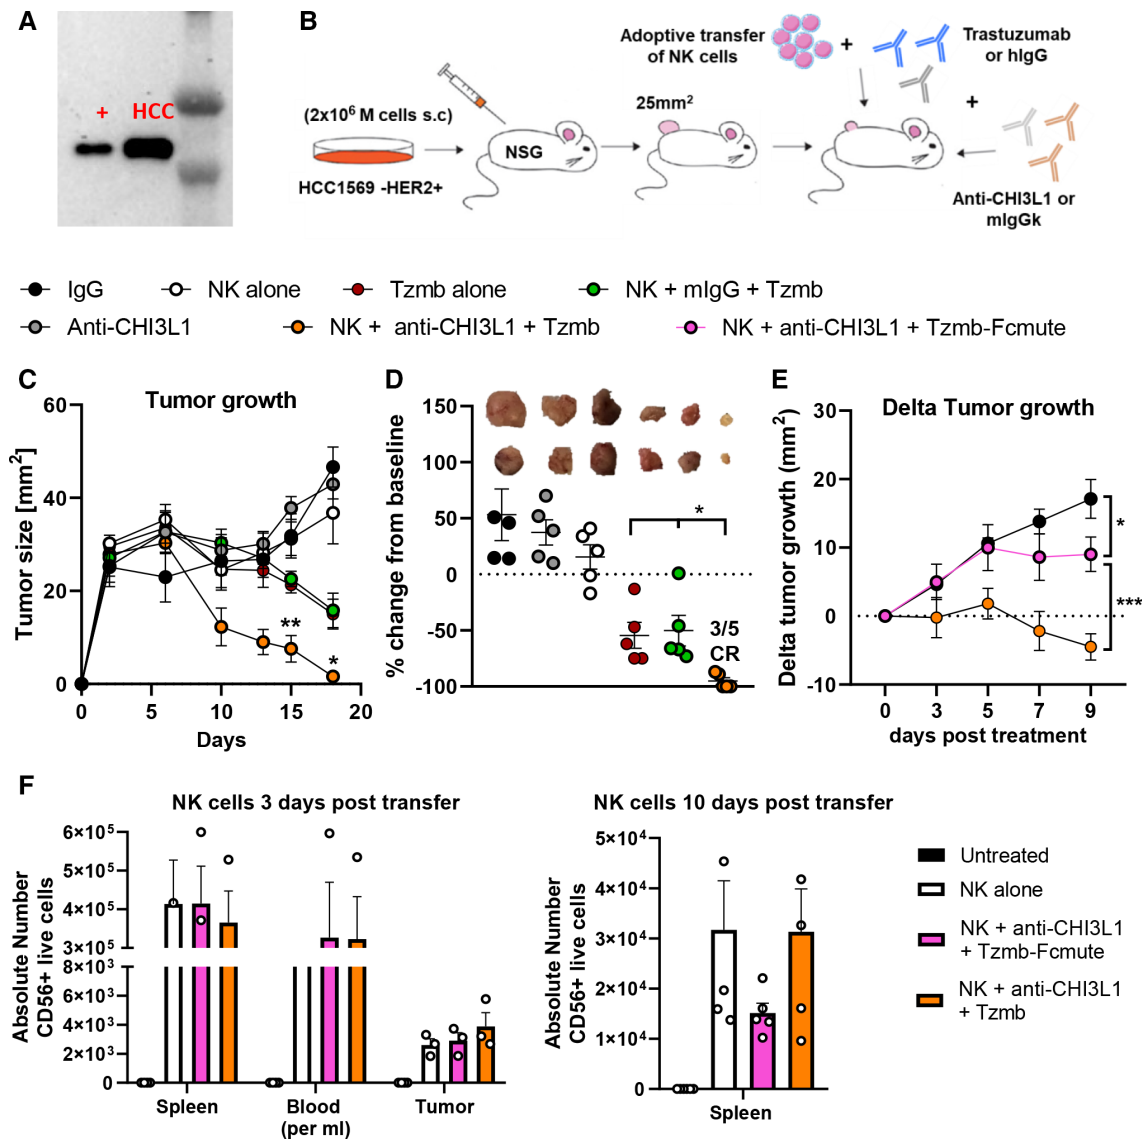 A
+ HCC
B
Adoptive transfer
of NK cells
+
Trastuzumab
or hIgG
(2x10⁶ M cells s.c)
NSG
25mm²
+
HCC1569 -HER2+
Anti-CHI3L1 or
mIgGk
IgG
NK alone
Tzmb alone
NK + mIgG + Tzmb
Anti-CHI3L1
NK + anti-CHI3L1 + Tzmb
NK + anti-CHI3L1 + Tzmb-Fcmute
C
Tumor growth
Tumor size [mm²]
60
40
20
0
**
*
0 5 10 15 20
Days
D
% change from baseline
150
100
50
0
-50
-100
*
3/5
CR
E
Delta Tumor growth
Delta tumor growth (mm²)
30
20
10
0
-10
*
***
0 3 5 7 9
days post treatment
F
NK cells 3 days post transfer
Absolute Number
CD56+ live cells
6×10⁵
5×10⁵
4×10⁵
3×10⁵
8×10³
6×10³
4×10³
2×10³
0
Spleen Blood Tumor
(per ml)
NK cells 10 days post transfer
Absolute Number
CD56+ live cells
5×10⁴
4×10⁴
3×10⁴
2×10⁴
1×10⁴
0
Spleen
Untreated
NK alone
NK + anti-CHI3L1
+ Tzmb-Fcmute
NK + anti-CHI3L1
+ Tzmb